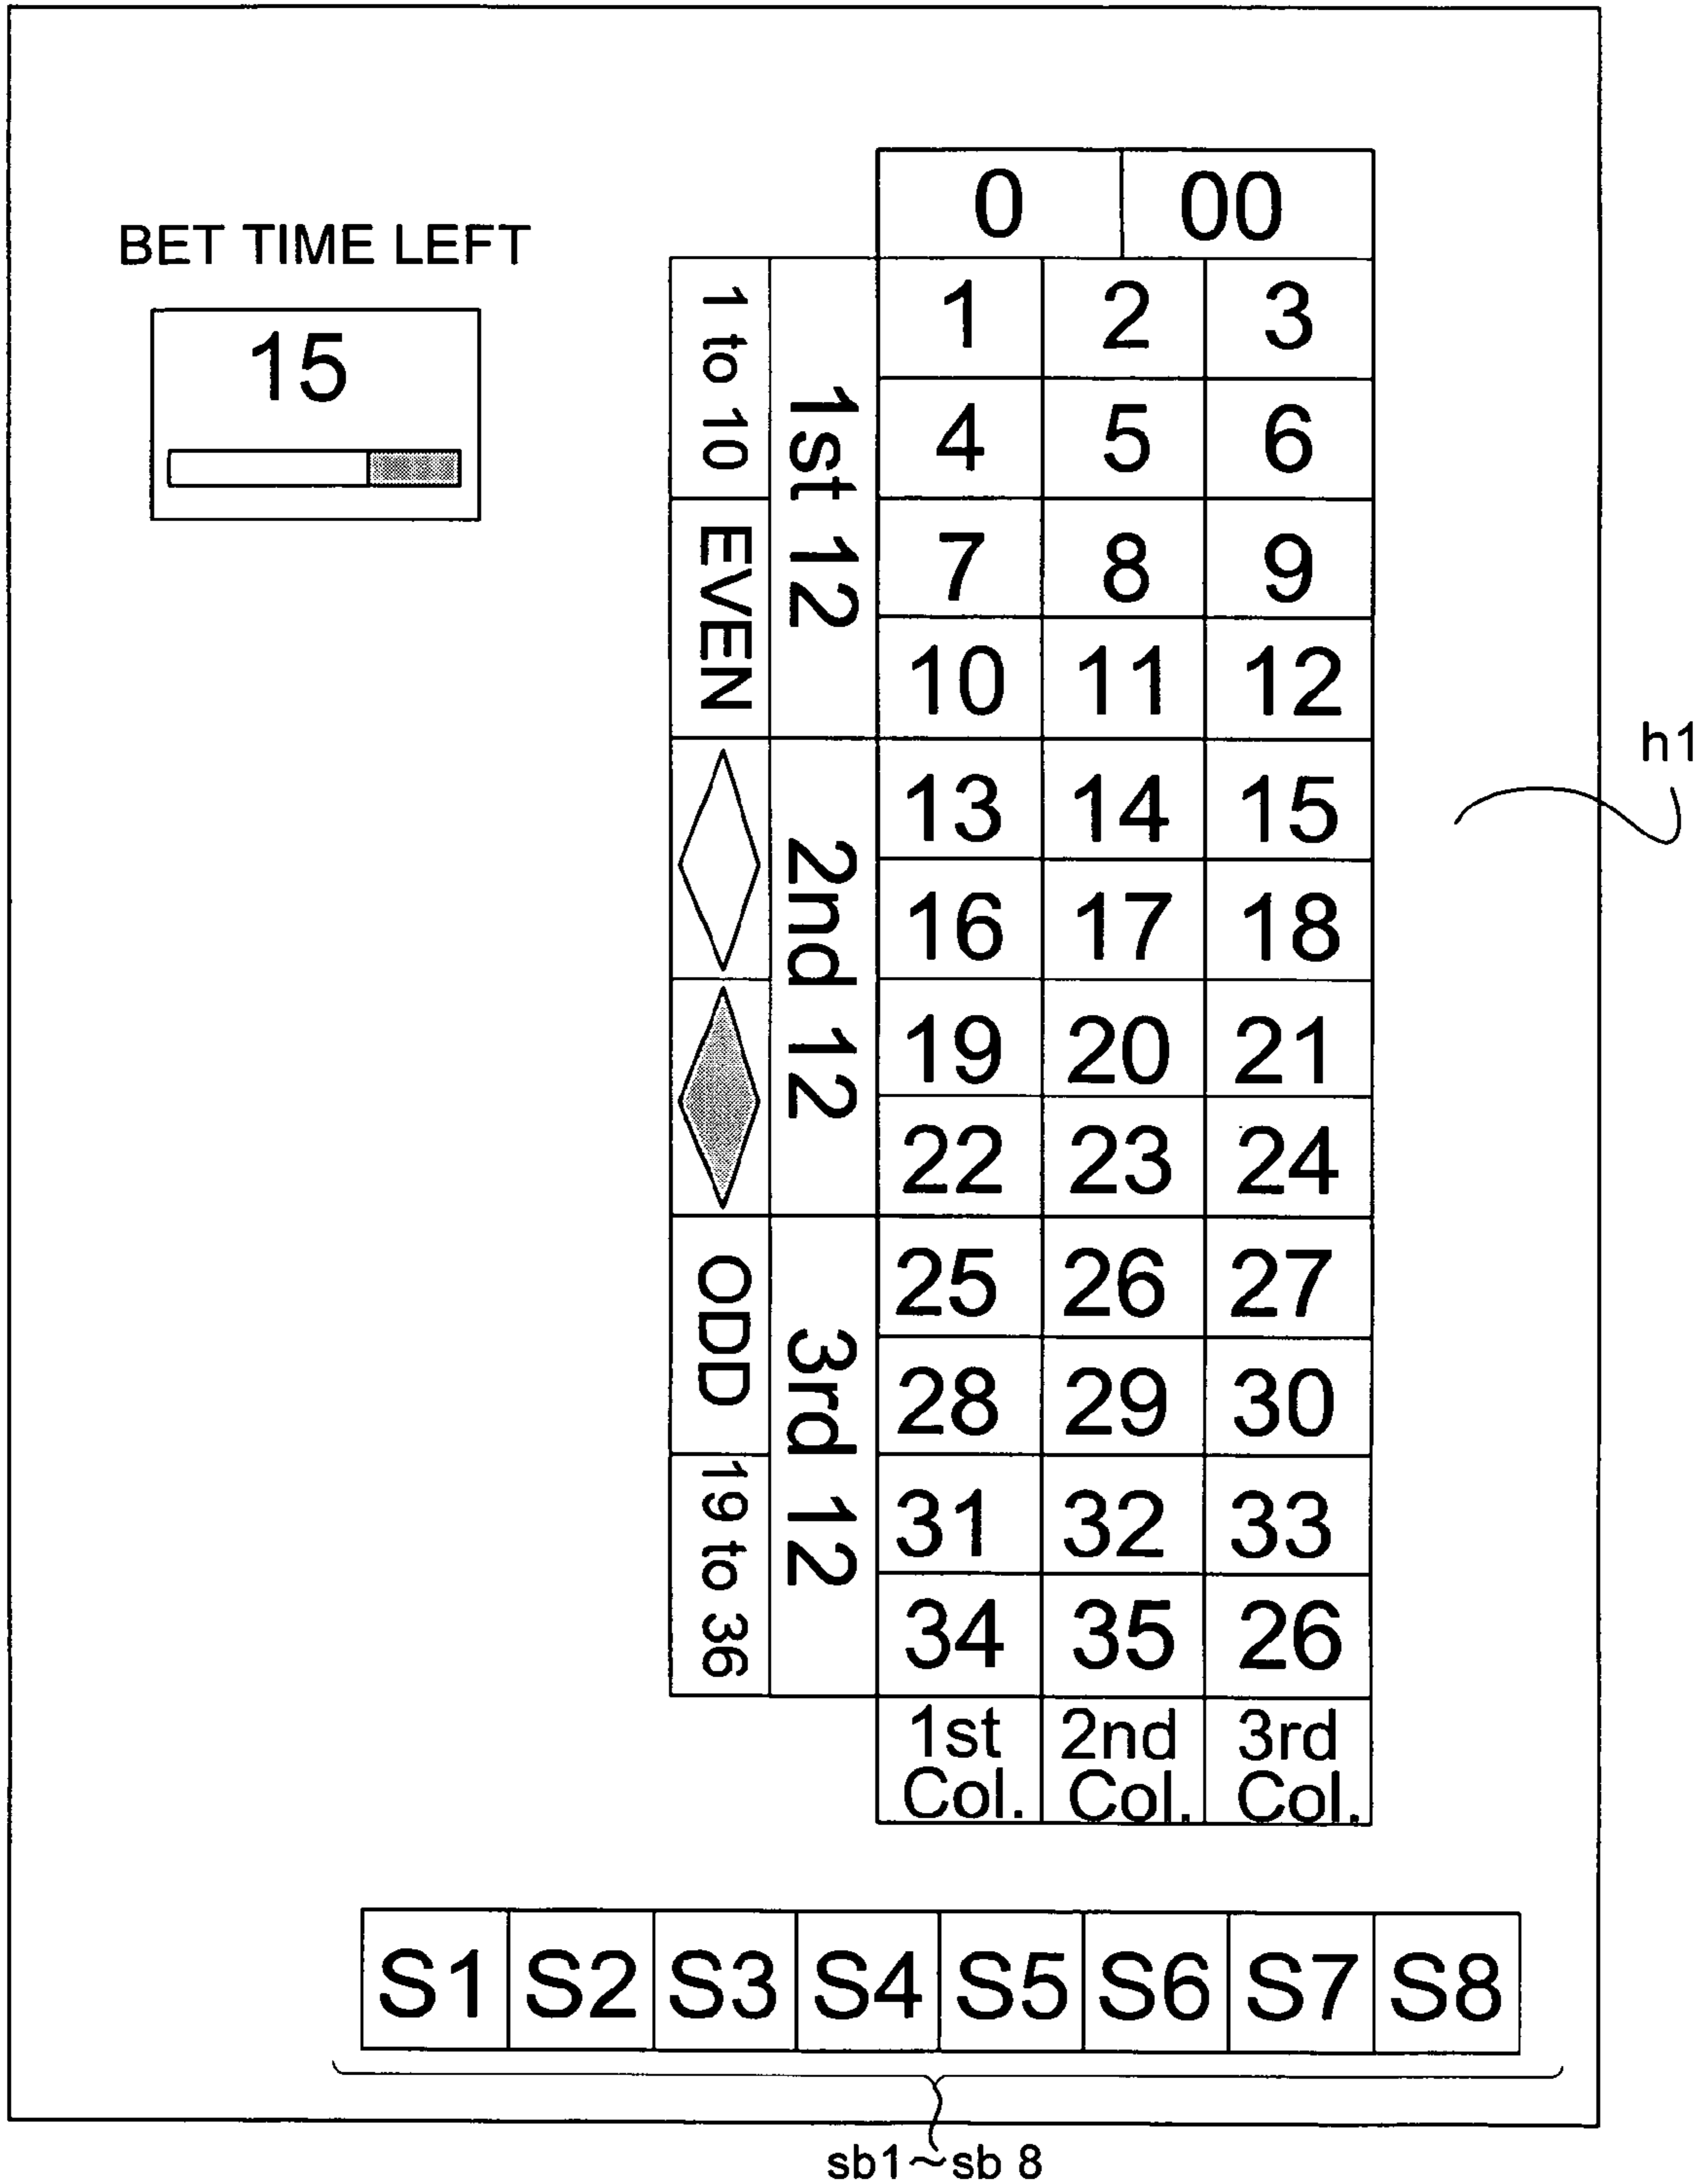 BET TIME LEFT
15
0 00
1 2 3
4 5 6
7 8 9
10 11 12
13 14 15
16 17 18
19 20 21
22 23 24
25 26 27
28 29 30
31 32 33
34 35 26
1st Col. 2nd Col. 3rd Col.
1st 12
2nd 12
3rd 12
1 to 10
EVEN
ODD
19 to 36
h1
S1 S2 S3 S4 S5 S6 S7 S8
sb1~sb 8